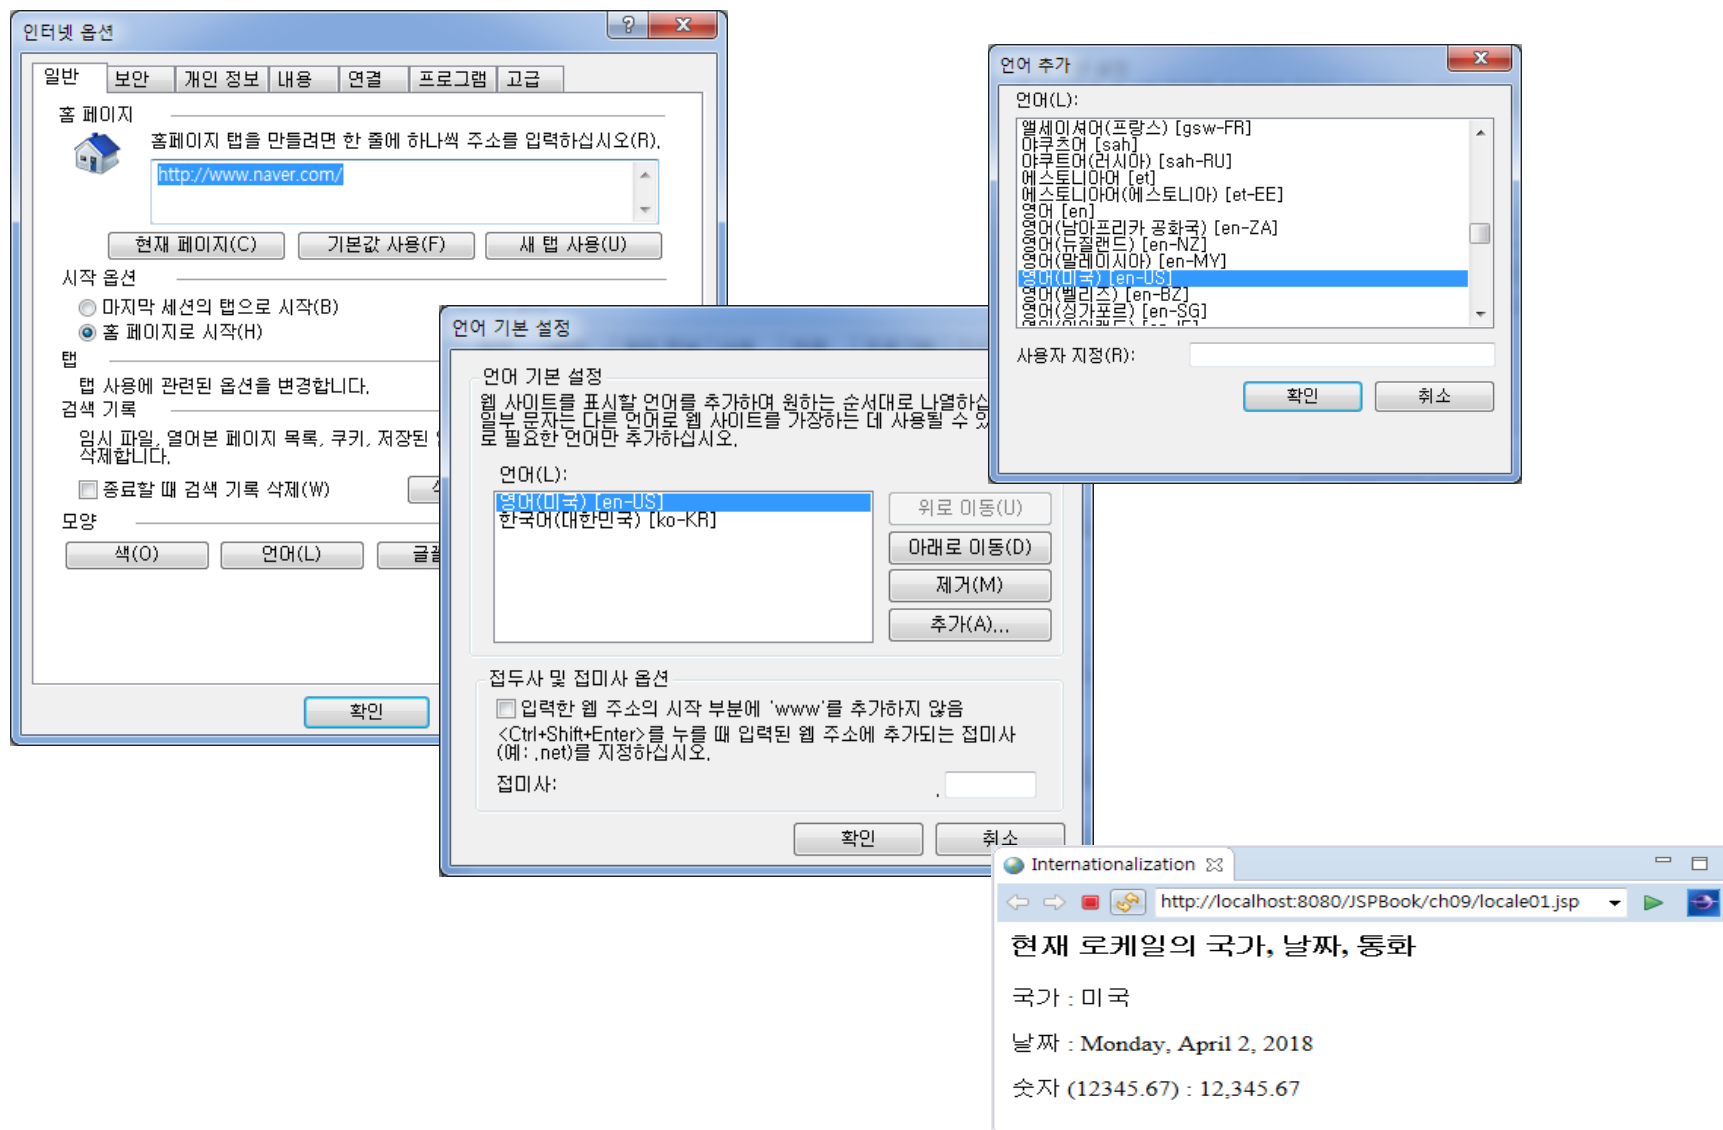 인터넷 옵션
일반
보안
개인 정보
내용
연결
프로그램
고급
홈 페이지
홈페이지 탭을 만들려면 한 줄에 하나씩 주소를 입력하십시오(R).
http://www.naver.com/
현재 페이지(C)
기본값 사용(F)
새 탭 사용(U)
시작 옵션
마지막 세션의 탭으로 시작(B)
홈 페이지로 시작(H)
탭
탭 사용에 관련된 옵션을 변경합니다.
검색 기록
임시 파일, 열어본 페이지 목록, 쿠키, 저장된
삭제합니다.
종료할 때 검색 기록 삭제(W)
모양
색(O)
언어(L)
확인
언어 기본 설정
언어 기본 설정
웹 사이트를 표시할 언어를 추가하여 원하는 순서대로 나열하십
일부 문자는 다른 언어로 웹 사이트를 가장하는 데 사용될 수 있
로 필요한 언어만 추가하십시오.
언어(L):
영어(미국) [en-US]
한국어(대한민국) [ko-KR]
위로 이동(U)
아래로 이동(D)
제거(M)
추가(A)...
접두사 및 접미사 옵션
입력한 웹 주소의 시작 부분에 'www'를 추가하지 않음
<Ctrl+Shift+Enter>를 누를 때 입력된 웹 주소에 추가되는 접미사
(예: .net)를 지정하십시오.
접미사:
.
확인
취소
언어 추가
언어(L):
앨세이셔어(프랑스) [gsw-FR]
야쿠츠어 [sah]
야쿠트어(러시아) [sah-RU]
에스토니아어 [et]
에스토니아어(에스토니아) [et-EE]
영어 [en]
영어(남아프리카 공화국) [en-ZA]
영어(뉴질랜드) [en-NZ]
영어(말레이시아) [en-MY]
영어(미국) [en-US]
영어(벨리즈) [en-BZ]
영어(싱가포르) [en-SG]
사용자 지정(R):
확인
취소
Internationalization
http://localhost:8080/JSPBook/ch09/locale01.jsp
현재 로케일의 국가, 날짜, 통화
국가 : 미국
날짜 : Monday, April 2, 2018
숫자 (12345.67) : 12,345.67